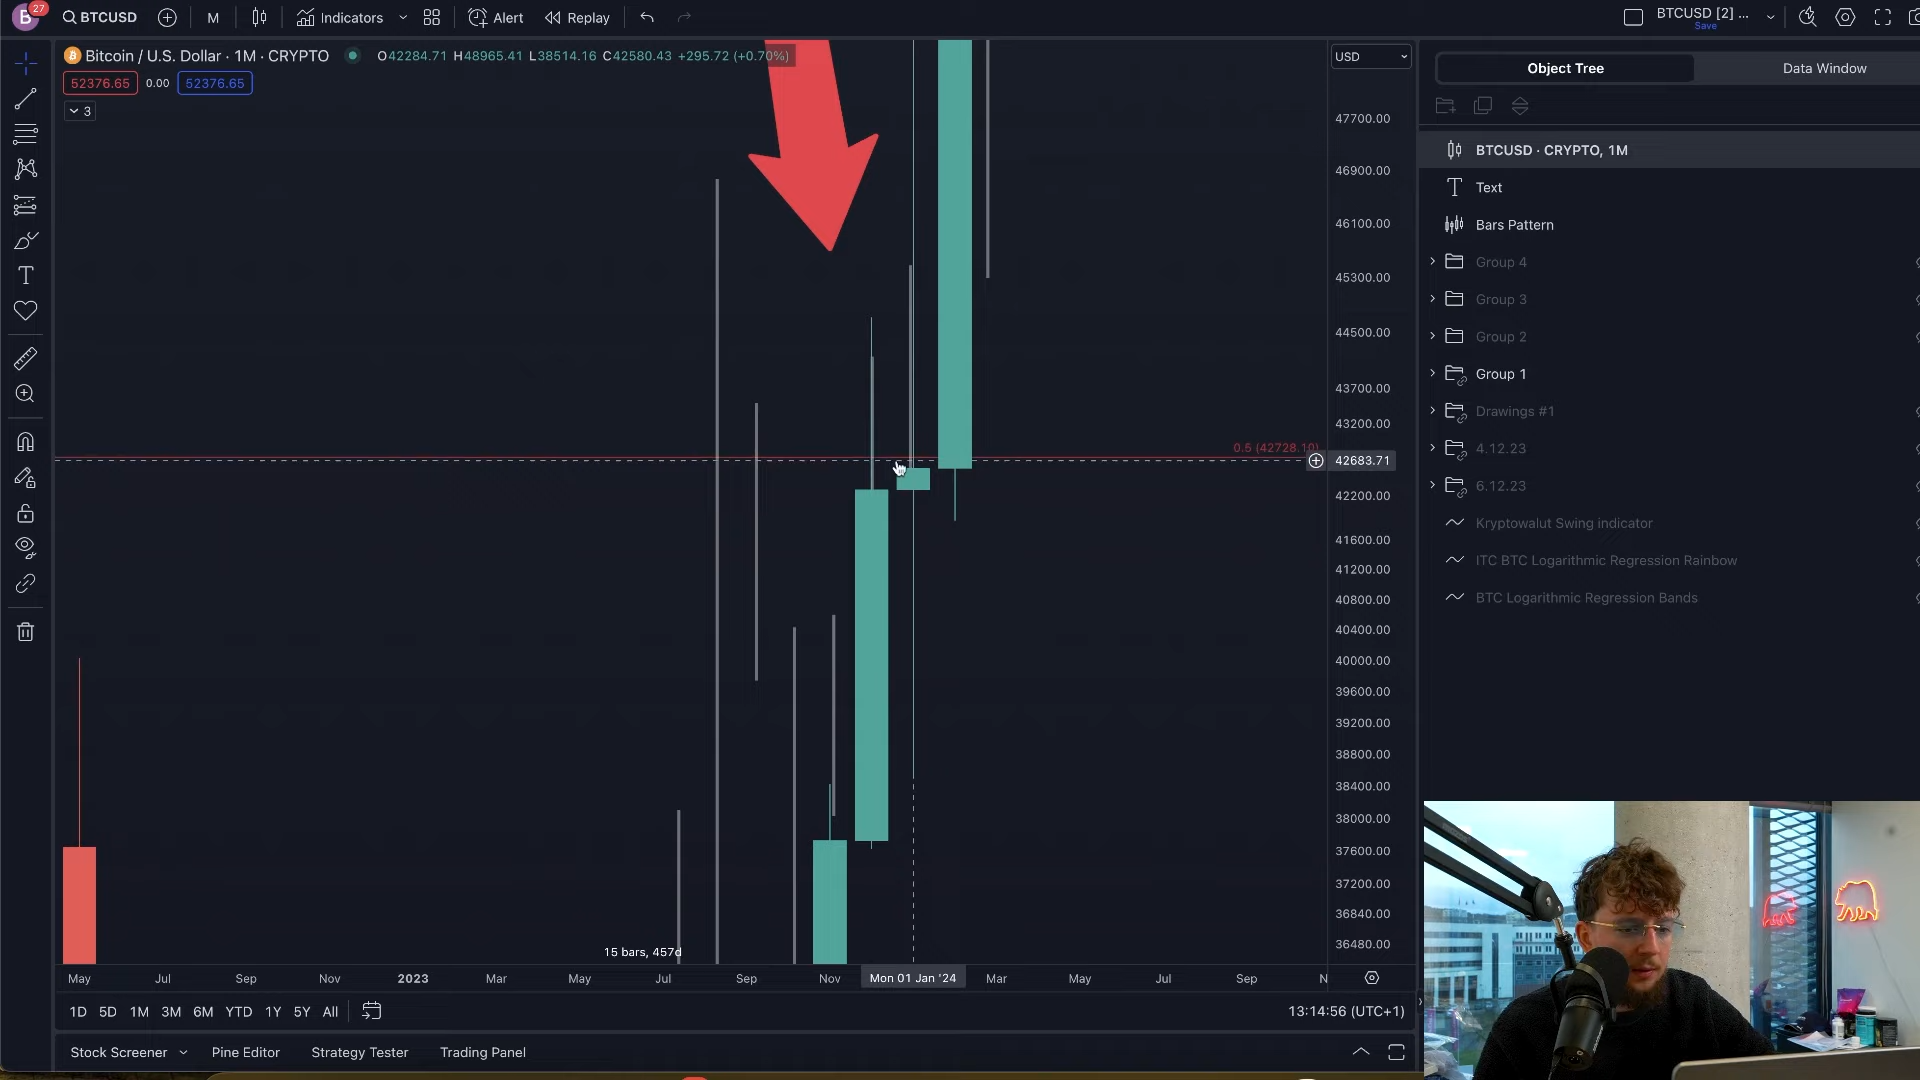 B 27 BTCUSD M Indicators Alert Replay BTCUSD [2] ...
Save
Bitcoin / U.S. Dollar · 1M · CRYPTO O42284.71 H48965.41 L38514.16 C42580.43 +295.72 (+0.70%)
52376.65 0.00 52376.65
3
USD
47700.00
46900.00
46100.00
45300.00
44500.00
43700.00
43200.00
0.5 (42728.10)
42683.71
42200.00
41600.00
41200.00
40800.00
40400.00
40000.00
39600.00
39200.00
38800.00
38400.00
38000.00
37600.00
37200.00
36840.00
36480.00
15 bars, 457d
May Jul Sep Nov 2023 Mar May Jul Sep Nov Mon 01 Jan '24 Mar May Jul Sep N
1D 5D 1M 3M 6M YTD 1Y 5Y All 13:14:56 (UTC+1)
Stock Screener Pine Editor Strategy Tester Trading Panel
Object Tree Data Window
BTCUSD · CRYPTO, 1M
Text
Bars Pattern
Group 4
Group 3
Group 2
Group 1
Drawings #1
4.12.23
6.12.23
Kryptowalut Swing indicator
ITC BTC Logarithmic Regression Rainbow
BTC Logarithmic Regression Bands